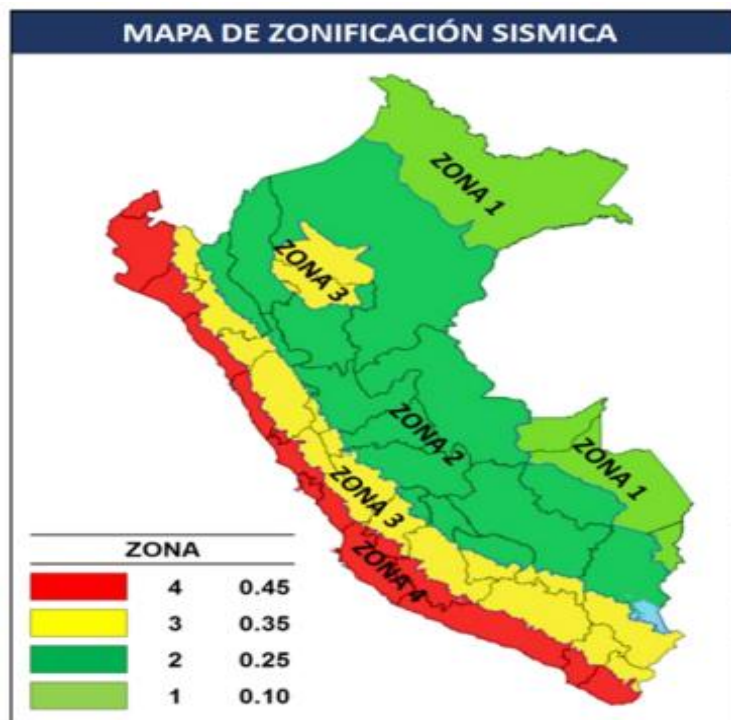 MAPA DE ZONIFICACIÓN SISMICA
ZONA 1
ZONA 3
ZONA 2
ZONA 1
ZONA 3
ZONA 4
ZONA
4 0.45
3 0.35
2 0.25
1 0.10